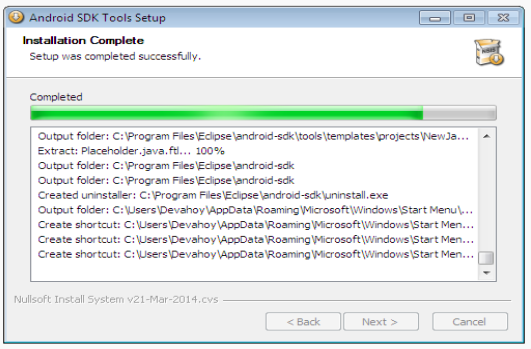 Android SDK Tools Setup
Installation Complete
Setup was completed successfully.
Completed
Output folder: C:\Program Files\Eclipse\android-sdk\tools\templates\projects\NewJa...
Extract: Placeholder.java.ftl... 100%
Output folder: C:\Program Files\Eclipse\android-sdk
Output folder: C:\Program Files\Eclipse\android-sdk
Created uninstaller: C:\Program Files\Eclipse\android-sdk\uninstall.exe
Output folder: C:\Users\Devahoy\AppData\Roaming\Microsoft\Windows\Start Menu\,...
Create shortcut: C:\Users\Devahoy\AppData\Roaming\Microsoft\Windows\Start Men...
Create shortcut: C:\Users\Devahoy\AppData\Roaming\Microsoft\Windows\Start Men...
Create shortcut: C:\Users\Devahoy\AppData\Roaming\Microsoft\Windows\Start Men...
Nullsoft Install System v21-Mar-2014.cvs
< Back Next > Cancel